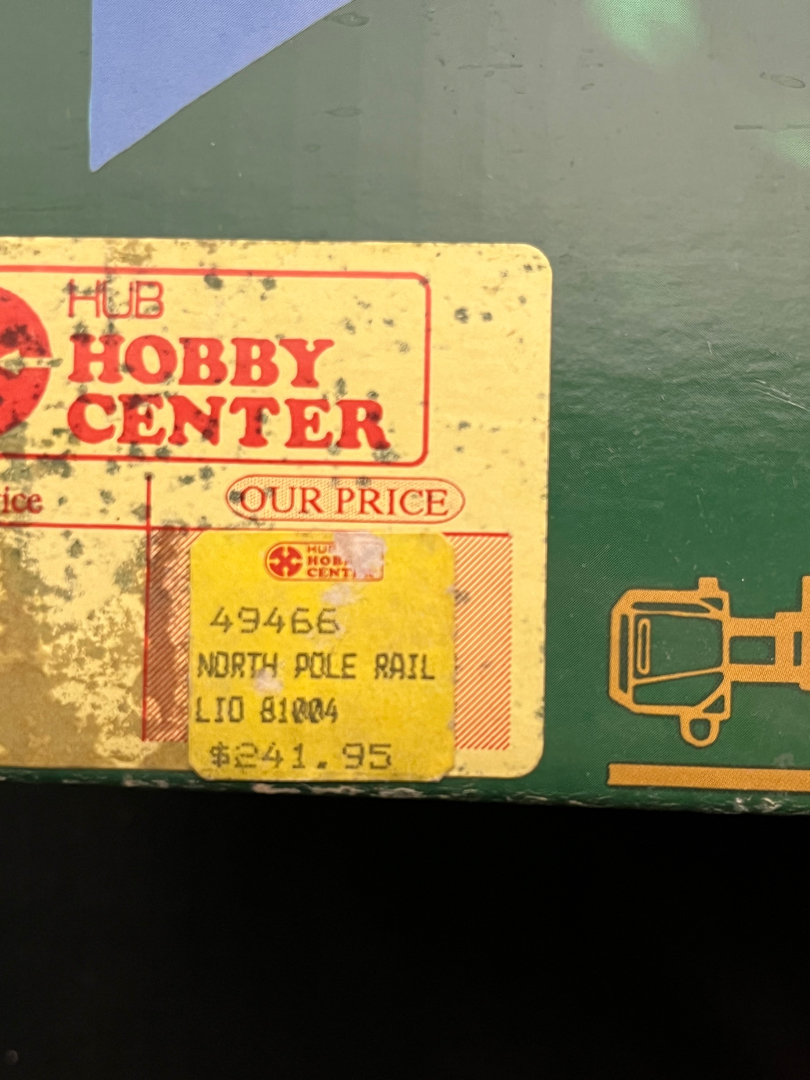 HUB
HOBBY
CENTER
ice
OUR PRICE
HUB
HOBBY
CENTER
49466
NORTH POLE RAIL
LIO 81004
$241.95